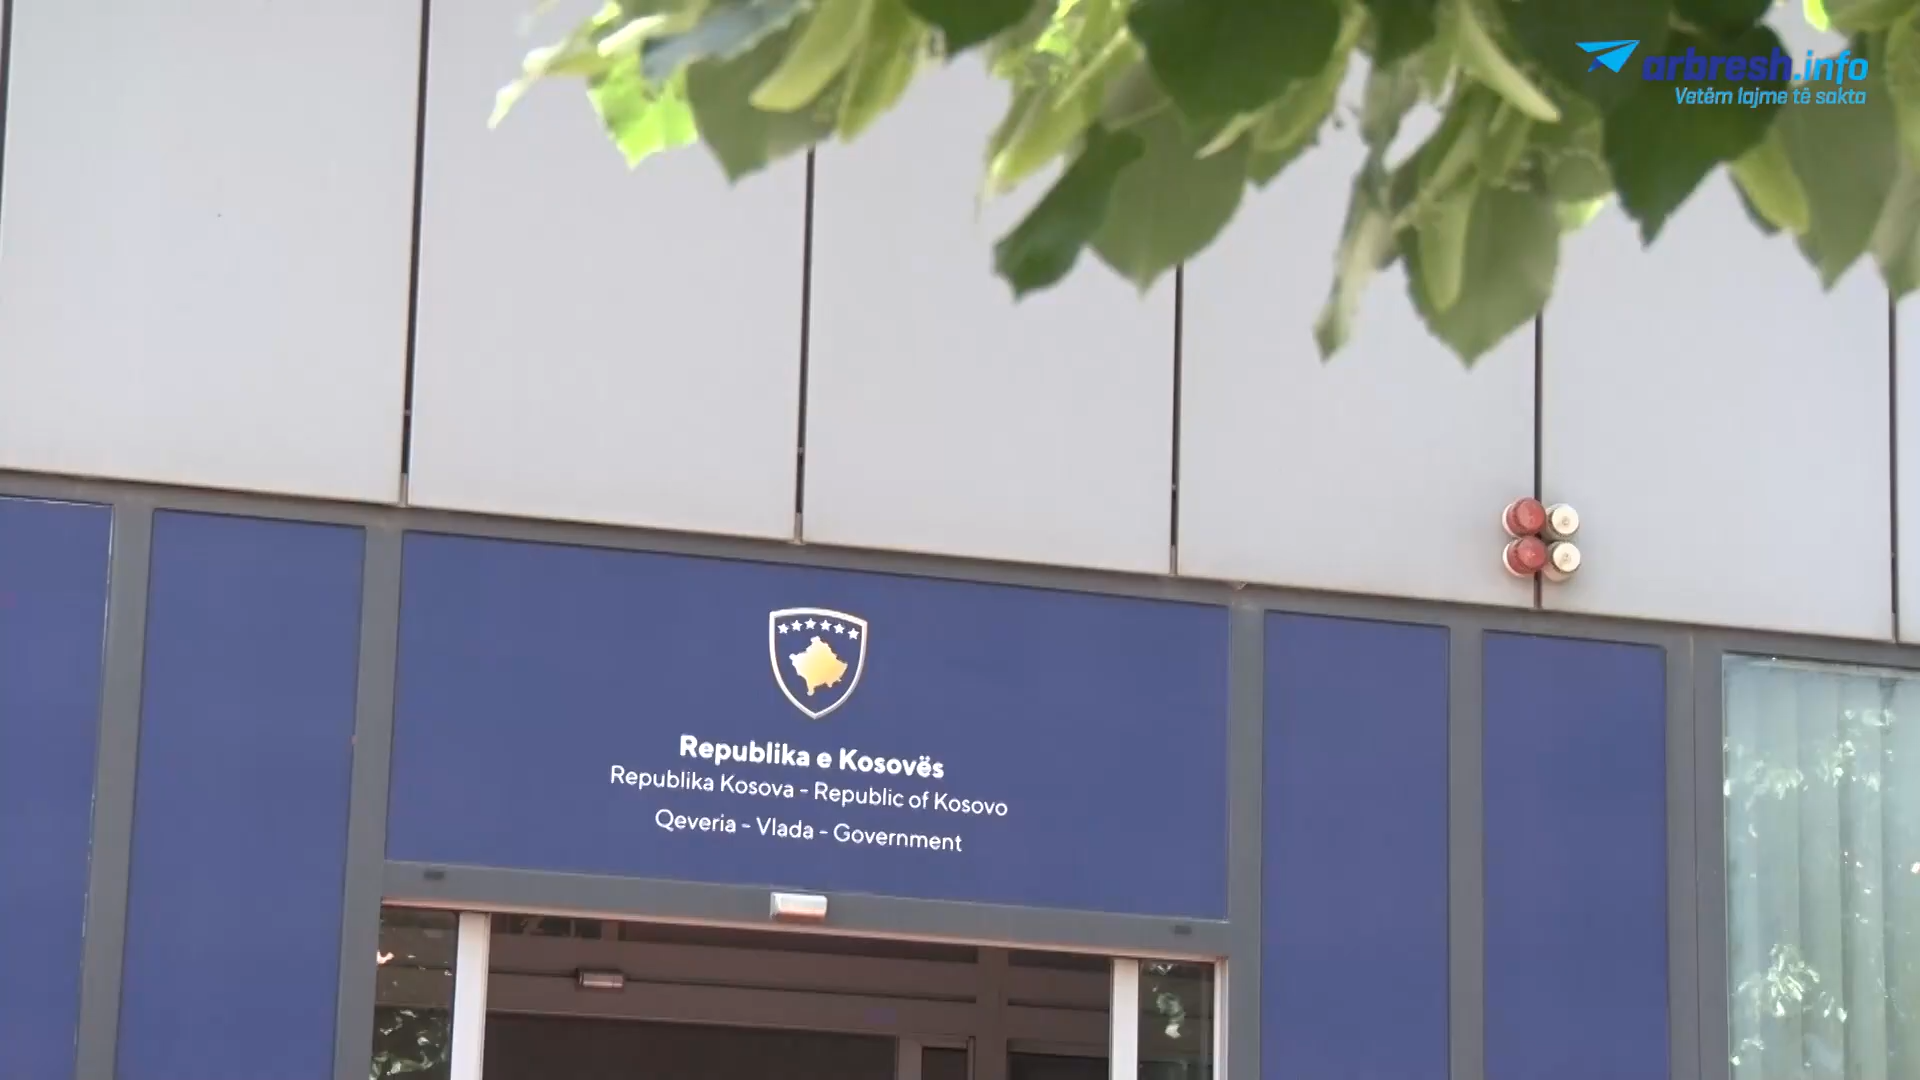 arbresh.info
Vetëm lajme të sakta
Republika e Kosovës
Republika Kosova - Republic of Kosovo
Qeveria - Vlada - Government